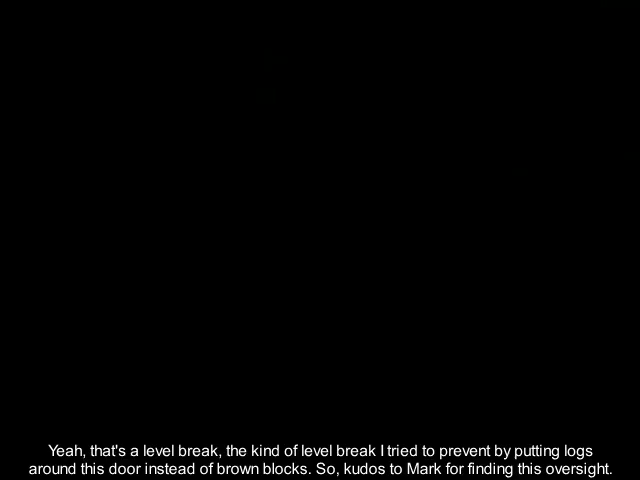 Yeah, that's a level break, the kind of level break I tried to prevent by putting logs
around this door instead of brown blocks. So, kudos to Mark for finding this oversight.